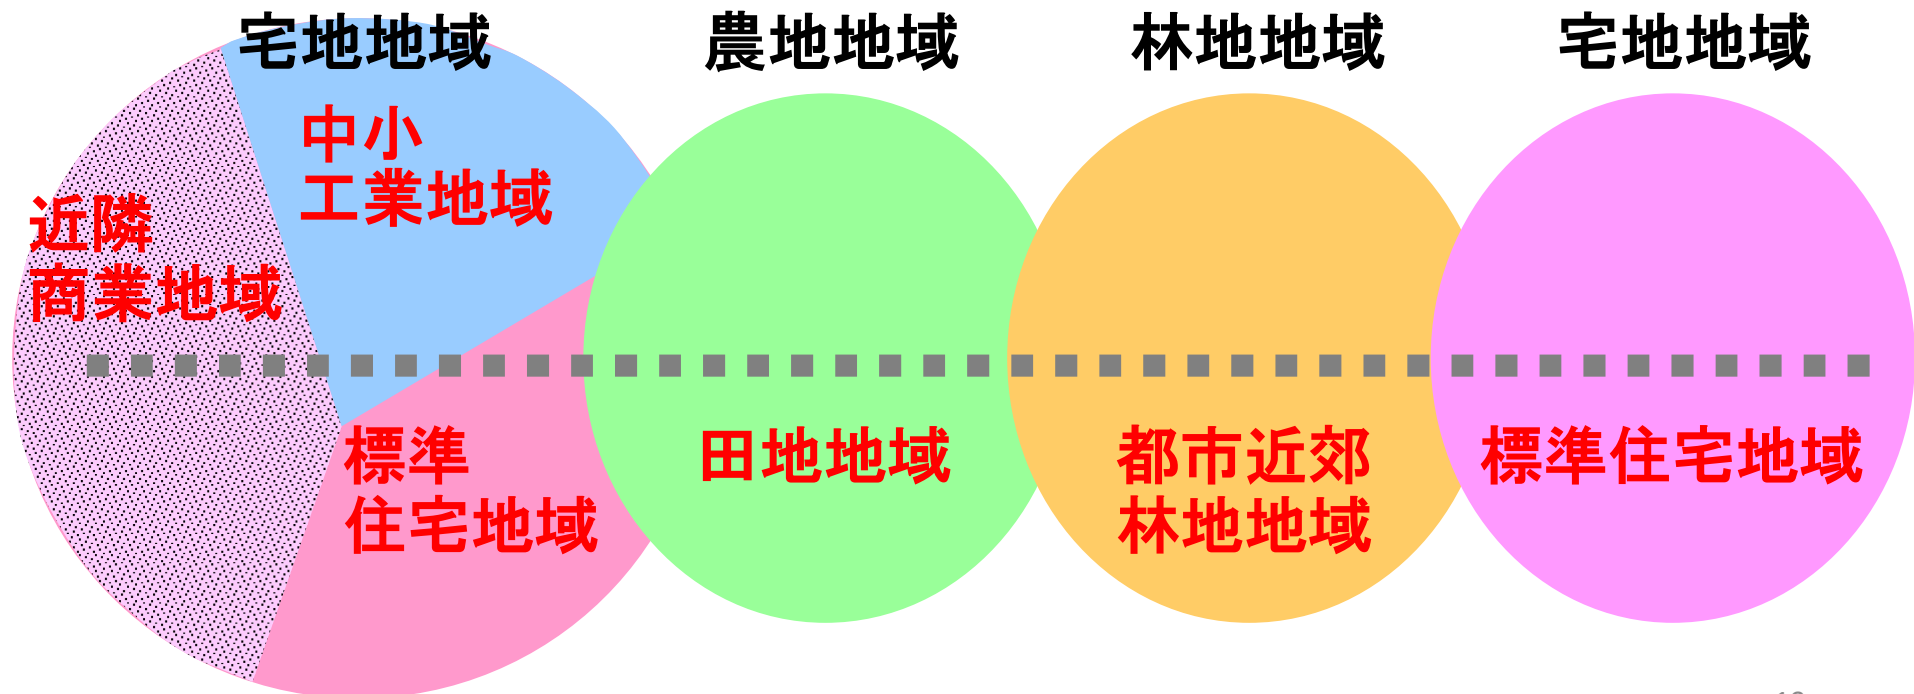 宅地地域
農地地域
林地地域
宅地地域
中小
工業地域
近隣
商業地域
標準
住宅地域
田地地域
都市近郊
林地地域
標準住宅地域